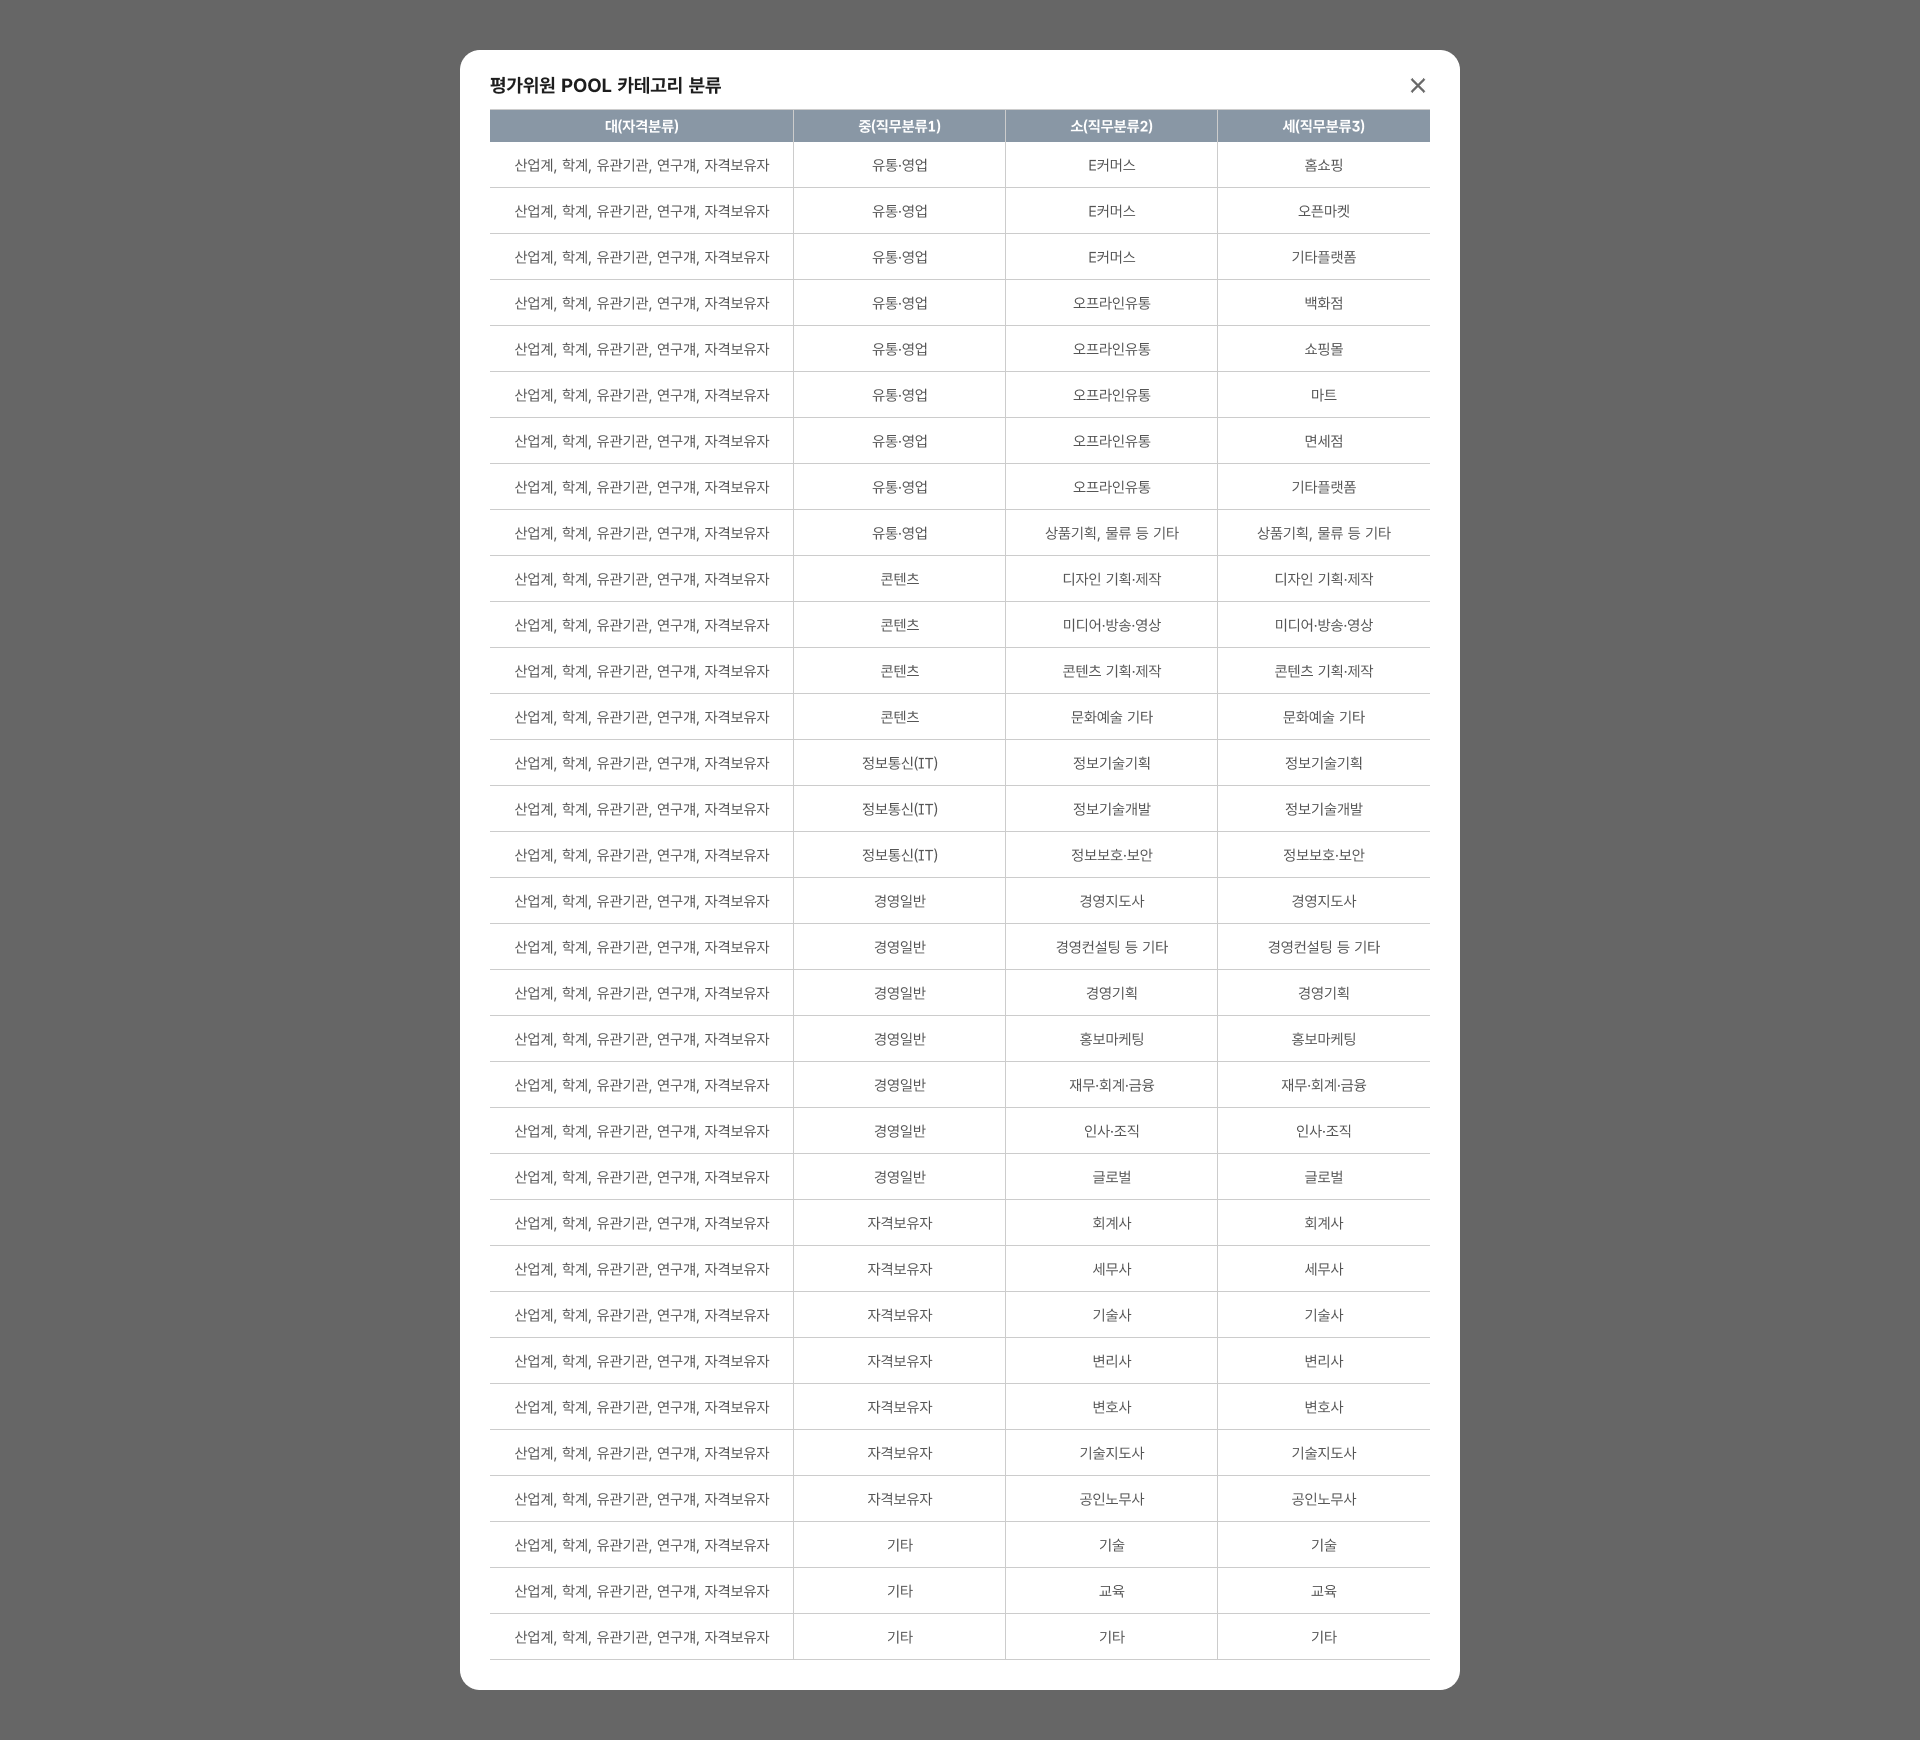 평가위원 POOL 카테고리 분류
대(자격분류) 중(직무분류1) 소(직무분류2) 세(직무분류3)
산업계, 학계, 유관기관, 연구걔, 자격보유자 유통·영업 E커머스 홈쇼핑
산업계, 학계, 유관기관, 연구걔, 자격보유자 유통·영업 E커머스 오픈마켓
산업계, 학계, 유관기관, 연구걔, 자격보유자 유통·영업 E커머스 기타플랫폼
산업계, 학계, 유관기관, 연구걔, 자격보유자 유통·영업 오프라인유통 백화점
산업계, 학계, 유관기관, 연구걔, 자격보유자 유통·영업 오프라인유통 쇼핑몰
산업계, 학계, 유관기관, 연구걔, 자격보유자 유통·영업 오프라인유통 마트
산업계, 학계, 유관기관, 연구걔, 자격보유자 유통·영업 오프라인유통 면세점
산업계, 학계, 유관기관, 연구걔, 자격보유자 유통·영업 오프라인유통 기타플랫폼
산업계, 학계, 유관기관, 연구걔, 자격보유자 유통·영업 상품기획, 물류 등 기타 상품기획, 물류 등 기타
산업계, 학계, 유관기관, 연구걔, 자격보유자 콘텐츠 디자인 기획·제작 디자인 기획·제작
산업계, 학계, 유관기관, 연구걔, 자격보유자 콘텐츠 미디어·방송·영상 미디어·방송·영상
산업계, 학계, 유관기관, 연구걔, 자격보유자 콘텐츠 콘텐츠 기획·제작 콘텐츠 기획·제작
산업계, 학계, 유관기관, 연구걔, 자격보유자 콘텐츠 문화예술 기타 문화예술 기타
산업계, 학계, 유관기관, 연구걔, 자격보유자 정보통신(IT) 정보기술기획 정보기술기획
산업계, 학계, 유관기관, 연구걔, 자격보유자 정보통신(IT) 정보기술개발 정보기술개발
산업계, 학계, 유관기관, 연구걔, 자격보유자 정보통신(IT) 정보보호·보안 정보보호·보안
산업계, 학계, 유관기관, 연구걔, 자격보유자 경영일반 경영지도사 경영지도사
산업계, 학계, 유관기관, 연구걔, 자격보유자 경영일반 경영컨설팅 등 기타 경영컨설팅 등 기타
산업계, 학계, 유관기관, 연구걔, 자격보유자 경영일반 경영기획 경영기획
산업계, 학계, 유관기관, 연구걔, 자격보유자 경영일반 홍보마케팅 홍보마케팅
산업계, 학계, 유관기관, 연구걔, 자격보유자 경영일반 재무·회계·금융 재무·회계·금융
산업계, 학계, 유관기관, 연구걔, 자격보유자 경영일반 인사·조직 인사·조직
산업계, 학계, 유관기관, 연구걔, 자격보유자 경영일반 글로벌 글로벌
산업계, 학계, 유관기관, 연구걔, 자격보유자 자격보유자 회계사 회계사
산업계, 학계, 유관기관, 연구걔, 자격보유자 자격보유자 세무사 세무사
산업계, 학계, 유관기관, 연구걔, 자격보유자 자격보유자 기술사 기술사
산업계, 학계, 유관기관, 연구걔, 자격보유자 자격보유자 변리사 변리사
산업계, 학계, 유관기관, 연구걔, 자격보유자 자격보유자 변호사 변호사
산업계, 학계, 유관기관, 연구걔, 자격보유자 자격보유자 기술지도사 기술지도사
산업계, 학계, 유관기관, 연구걔, 자격보유자 자격보유자 공인노무사 공인노무사
산업계, 학계, 유관기관, 연구걔, 자격보유자 기타 기술 기술
산업계, 학계, 유관기관, 연구걔, 자격보유자 기타 교육 교육
산업계, 학계, 유관기관, 연구걔, 자격보유자 기타 기타 기타